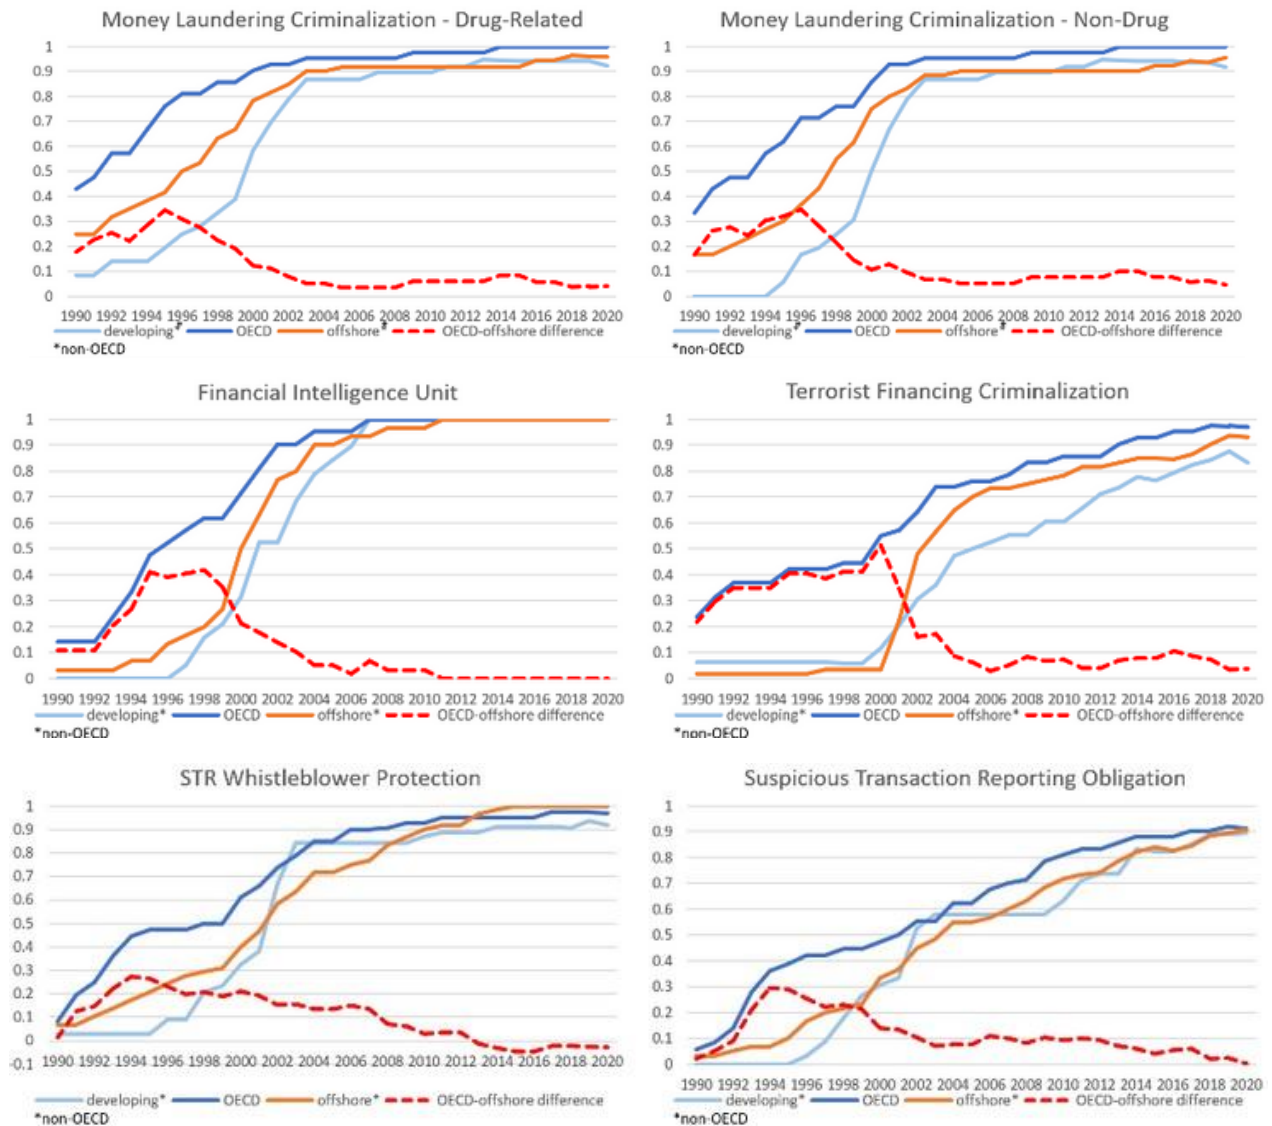 Money Laundering Criminalization - Drug-Related
1
0.9
0.8
0.7
0.6
0.5
0.4
0.3
0.2
0.1
0
1990 1992 1994 1996 1998 2000 2002 2004 2006 2008 2010 2012 2014 2016 2018 2020
developing* OECD offshore* OECD-offshore difference
*non-OECD
Money Laundering Criminalization - Non-Drug
1
0.9
0.8
0.7
0.6
0.5
0.4
0.3
0.2
0.1
0
1990 1992 1994 1996 1998 2000 2002 2004 2006 2008 2010 2012 2014 2016 2018 2020
developing* OECD offshore* OECD-offshore difference
*non-OECD
Financial Intelligence Unit
1
0.9
0.8
0.7
0.6
0.5
0.4
0.3
0.2
0.1
0
1990 1992 1994 1996 1998 2000 2002 2004 2006 2008 2010 2012 2014 2016 2018 2020
developing* OECD offshore* OECD-offshore difference
*non-OECD
Terrorist Financing Criminalization
1
0.9
0.8
0.7
0.6
0.5
0.4
0.3
0.2
0.1
0
1990 1992 1994 1996 1998 2000 2002 2004 2006 2008 2010 2012 2014 2016 2018 2020
developing* OECD offshore* OECD-offshore difference
*non-OECD
STR Whistleblower Protection
1
0.9
0.8
0.7
0.6
0.5
0.4
0.3
0.2
0.1
0
-0.1
1990 1992 1994 1996 1998 2000 2002 2004 2006 2008 2010 2012 2014 2016 2018 2020
developing* OECD offshore* OECD-offshore difference
*non-OECD
Suspicious Transaction Reporting Obligation
1
0.9
0.8
0.7
0.6
0.5
0.4
0.3
0.2
0.1
0
1990 1992 1994 1996 1998 2000 2002 2004 2006 2008 2010 2012 2014 2016 2018 2020
developing* OECD offshore* OECD-offshore difference
*non-OECD